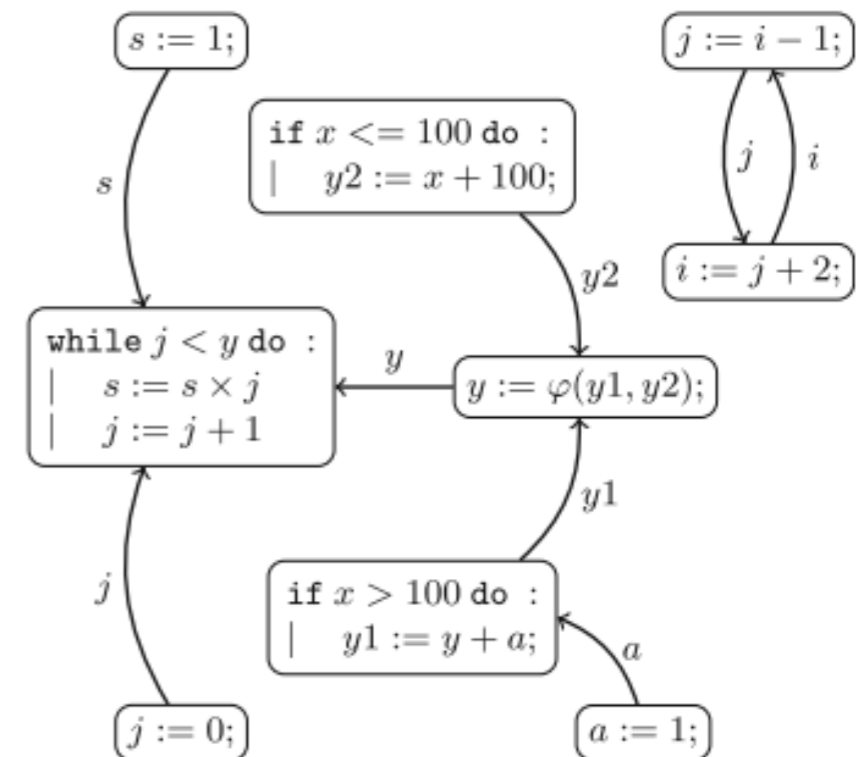 s := 1;
j := i − 1;
s
if x <= 100 do :
| y2 := x + 100;
j
i
y2
i := j + 2;
while j < y do :
| s := s × j
| j := j + 1
y
y := φ(y1, y2);
y1
j
if x > 100 do :
| y1 := y + a;
a
j := 0;
a := 1;